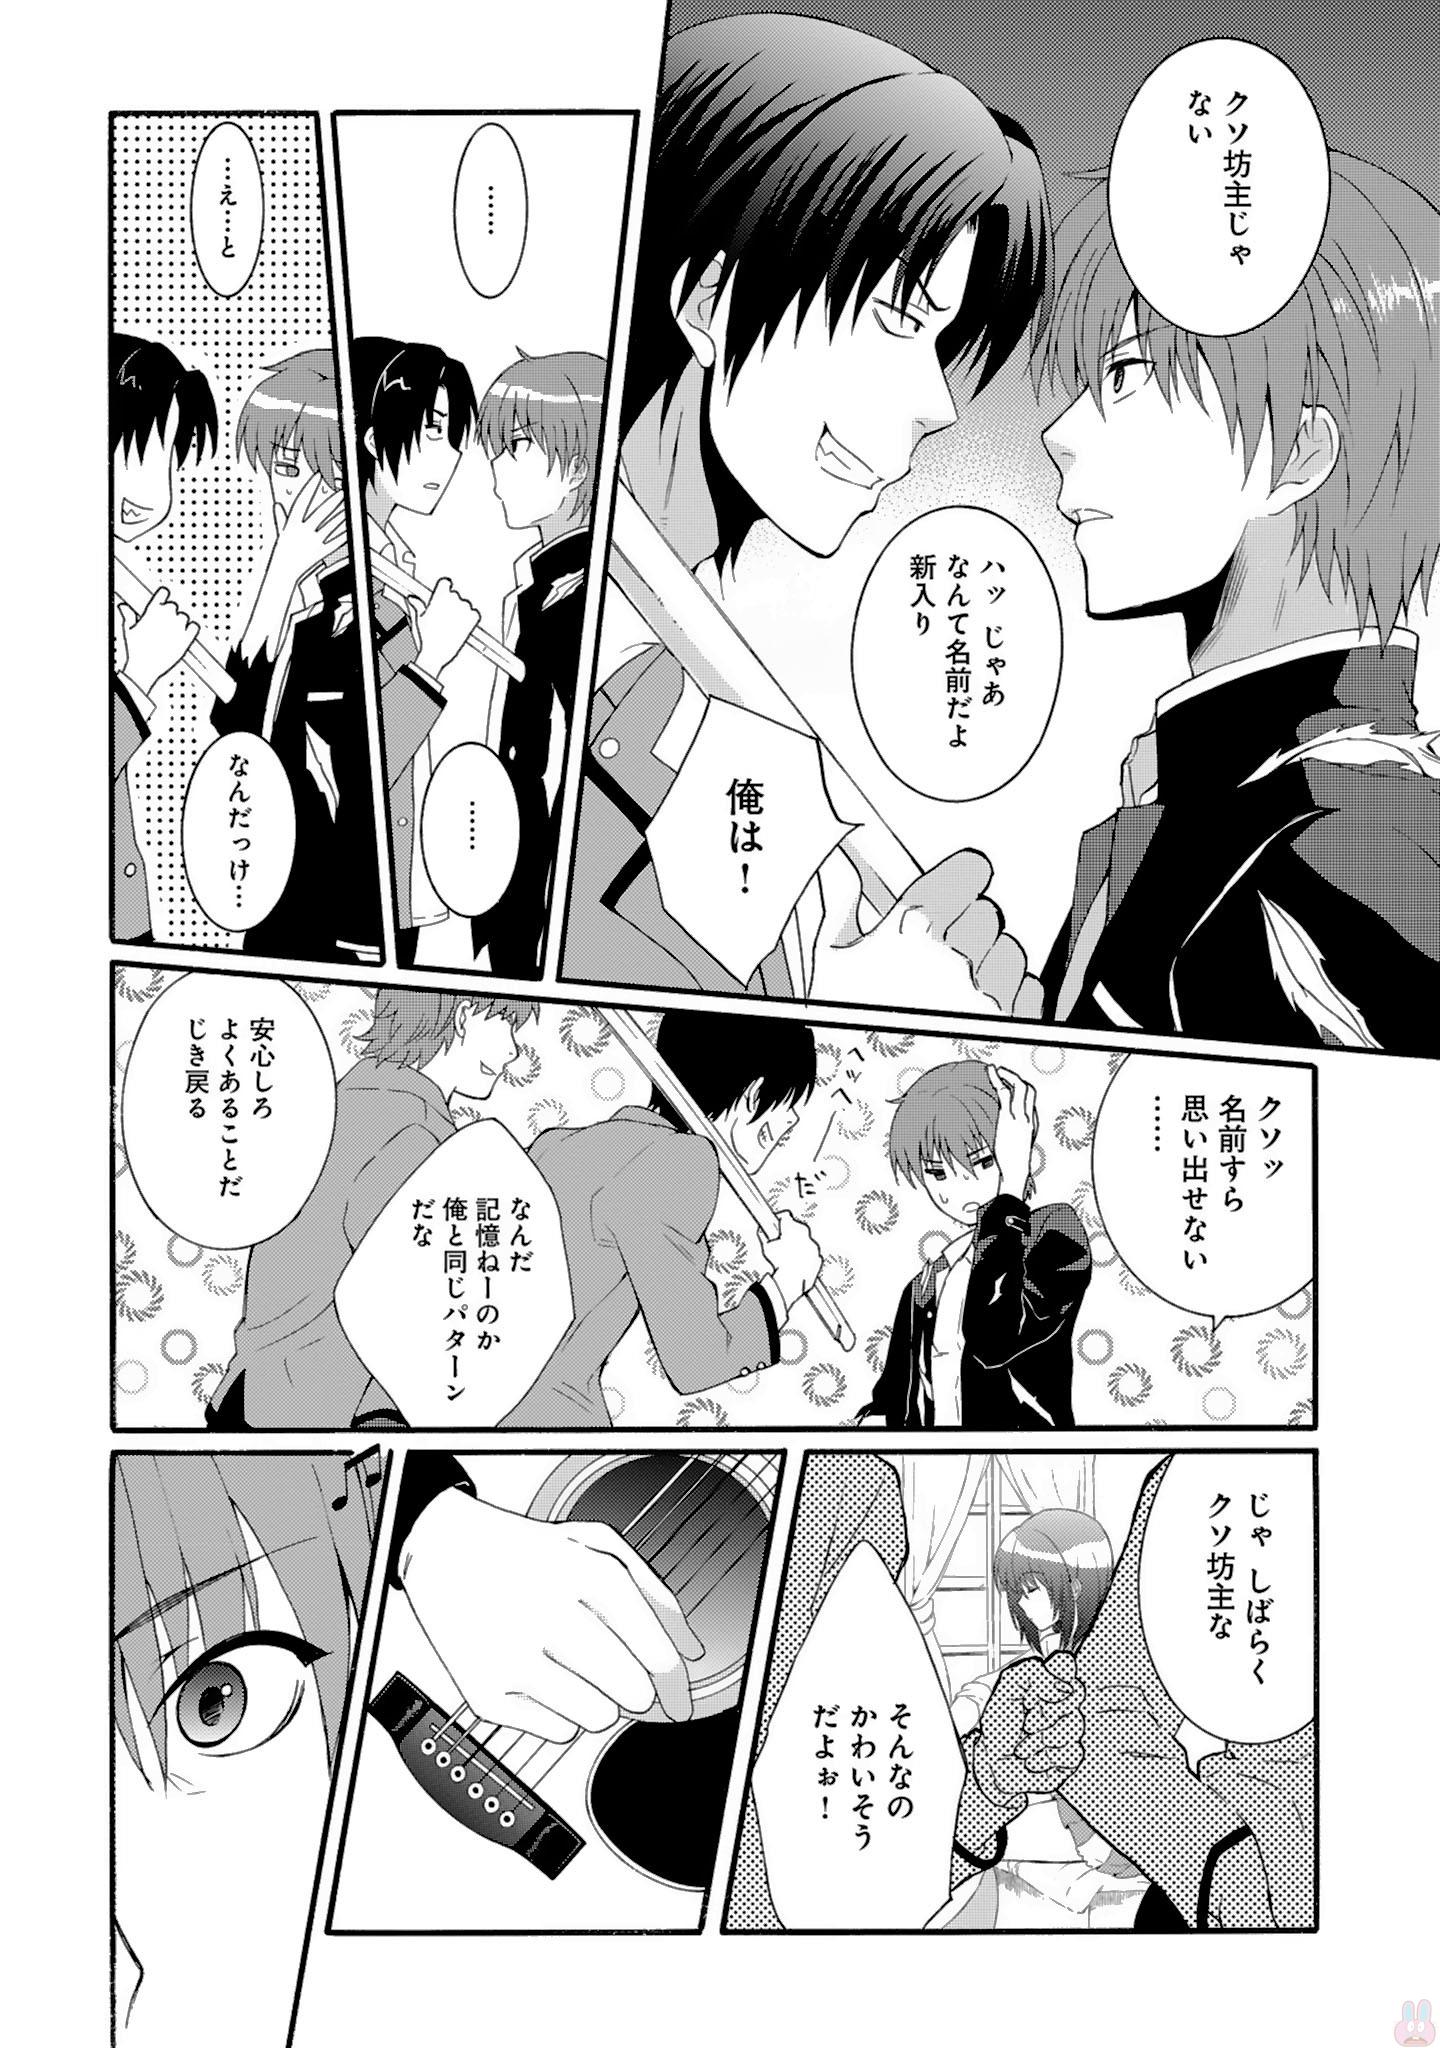 クソ坊主じゃ
ない
ハッ じゃあ
なんて名前だよ
新入り
俺は！
……
……
…え…と
なんだっけ…
クソッ
名前すら
思い出せない
……
ヘッヘッヘッ
だっ
なんだ
記憶ねーのか
俺と同じパターン
だな
安心しろ
よくあることだ
じき戻る
じゃ しばらく
クソ坊主な
そんなの
かわいそう
だよぉ！